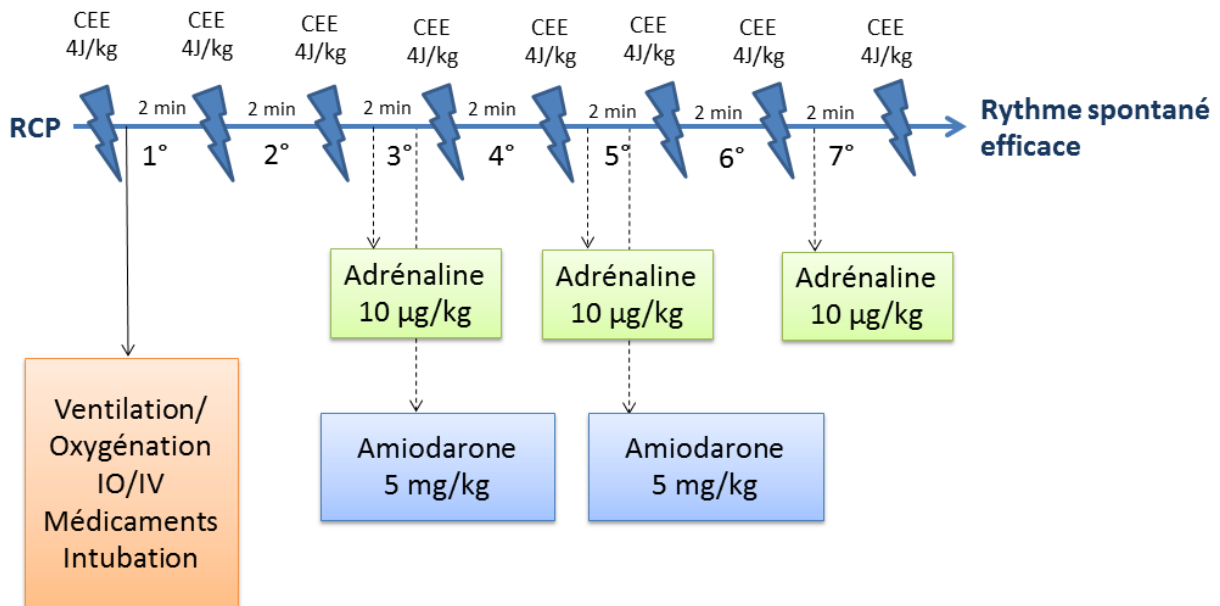 CEE
4J/kg
CEE
4J/kg
CEE
4J/kg
CEE
4J/kg
CEE
4J/kg
CEE
4J/kg
CEE
4J/kg
CEE
4J/kg
RCP
2 min
2 min
2 min
2 min
2 min
2 min
2 min
1°
2°
3°
4°
5°
6°
7°
Rythme spontané
efficace
Adrénaline
10 µg/kg
Adrénaline
10 µg/kg
Adrénaline
10 µg/kg
Ventilation/
Oxygénation
IO/IV
Médicaments
Intubation
Amiodarone
5 mg/kg
Amiodarone
5 mg/kg